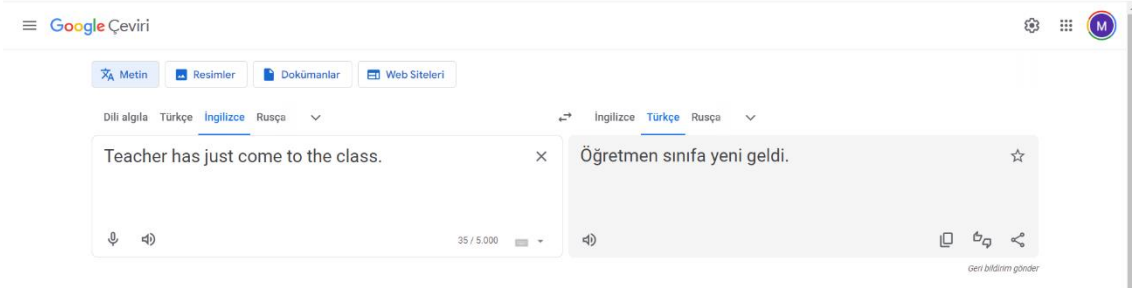 Google Çeviri
M
Metin Resimler Dokümanlar Web Siteleri
Dili algıla Türkçe İngilizce Rusça
İngilizce Türkçe Rusça
Teacher has just come to the class.
Öğretmen sınıfa yeni geldi.
35 / 5.000
Geri bildirim gönder